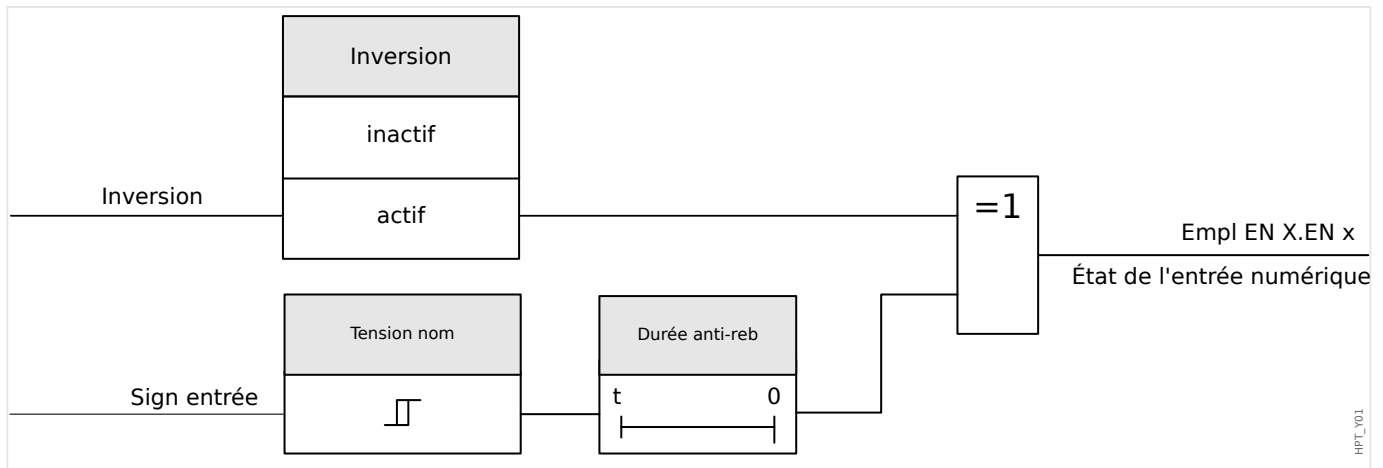 Inversion
inactif
Inversion
actif
=1
Empl EN X.EN x
État de l'entrée numérique
Tension nom
Durée anti-reb
Sign entrée
t 0
HPT_Y01